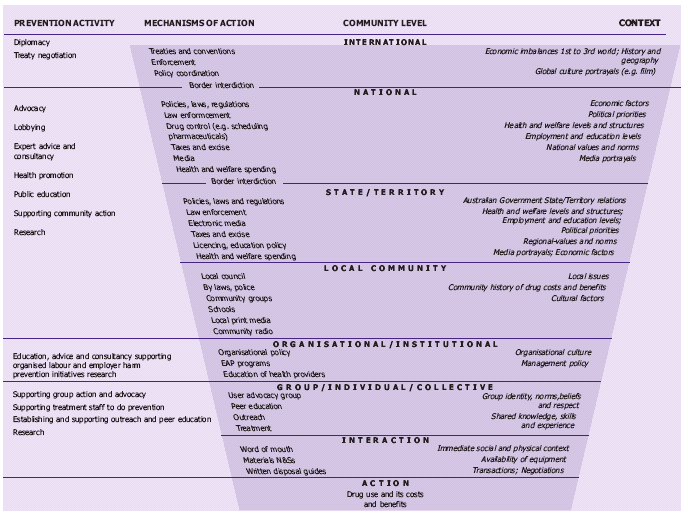 PREVENTION ACTIVITY MECHANISMS OF ACTION COMMUNITY LEVEL CONTEXT
Diplomacy
Treaty negotiation
INTERNATIONAL
Treaties and conventions
Enforcement
Policy coordination
Border interdiction
Economic imbalances 1st to 3rd world; History and
geography
Global culture portrayals (e.g. film)
NATIONAL
Advocacy
Lobbying
Expert advice and
consultancy
Health promotion
Public education
Supporting community action
Research
Policies, laws, regulations
Law enforncement
Drug control (e.g. scheduling
pharmaceuticals)
Taxes and excise
Media
Health and welfare spending
Border interdiction
Economic factors
Political priorities
Health and welfare levels and structures
Employment and education levels
National values and norms
Media portrayals
STATE/TERRITORY
Policies, laws and regulations
Law enforcement
Electronic media
Taxes and excise
Licencing, education policy
Health and welfare spending
Australian Government State/Territory relations
Health and welfare levels and structures;
Employment and education levels;
Political priorities
Regional-values and norms
Media portrayals; Economic factors
LOCAL COMMUNITY
Local council
By laws, police
Community groups
Schools
Local print media
Community radio
Local issues
Community history of drug costs and benefits
Cultural factors
ORGANISATIONAL/INSTITUTIONAL
Education, advice and consultancy supporting
organised labour and employer harm
prevention initiatives research
Organisational policy
EAP programs
Education of health providers
Organisational culture
Management policy
GROUP/INDIVIDUAL/COLLECTIVE
Supporting group action and advocacy
Supporting treatment staff to do prevention
Establishing and supporting outreach and peer education
Research
User advocacy group
Peer education
Outreach
Treatment
Group identity, norms,beliefs
and respect
Shared knowledge, skills
and experience
INTERACTION
Word of mouth
Materials N&Ss
Written disposal guides
Immediate social and physical context
Availability of equipment
Transactions; Negotiations
ACTION
Drug use and its costs
and benefits